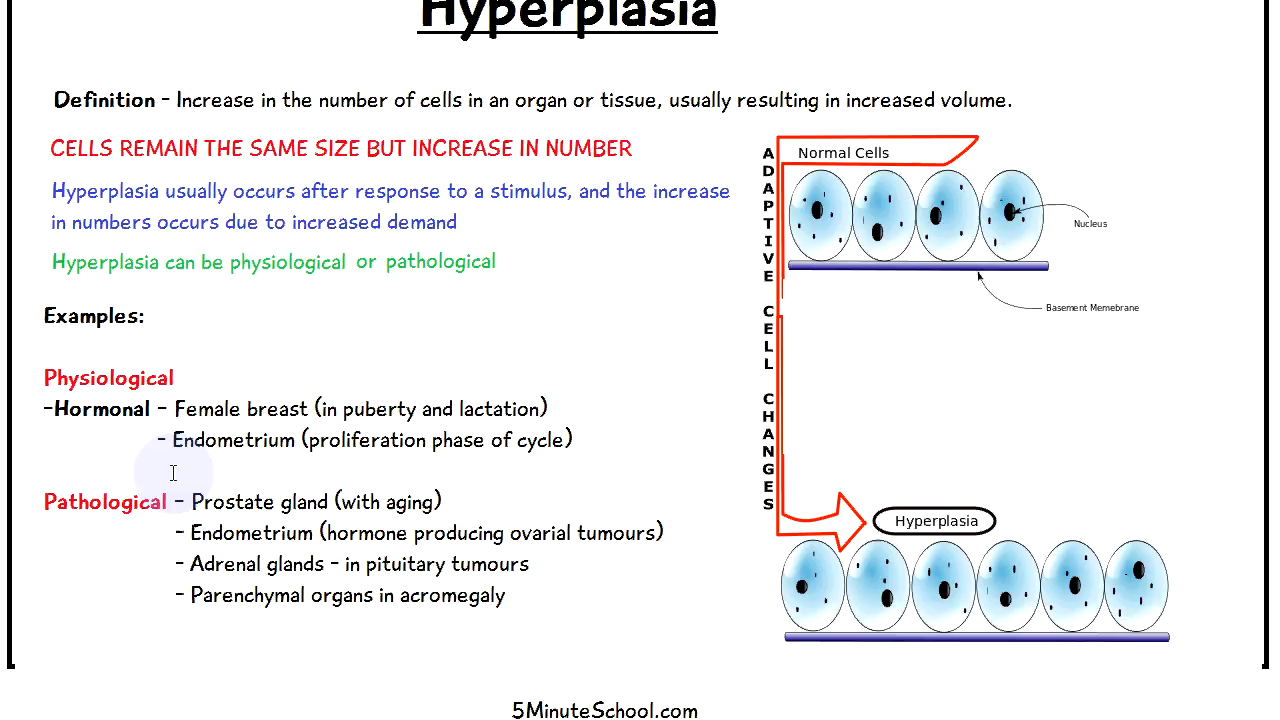 Hyperplasia
Definition - Increase in the number of cells in an organ or tissue, usually resulting in increased volume.
CELLS REMAIN THE SAME SIZE BUT INCREASE IN NUMBER
Hyperplasia usually occurs after response to a stimulus, and the increase
in numbers occurs due to increased demand
Hyperplasia can be physiological or pathological
Examples:
Physiological
-Hormonal - Female breast (in puberty and lactation)
- Endometrium (proliferation phase of cycle)
Pathological - Prostate gland (with aging)
- Endometrium (hormone producing ovarial tumours)
- Adrenal glands - in pituitary tumours
- Parenchymal organs in acromegaly
ADAPTIVE CELL CHANGES
Normal Cells
Nucleus
Basement Memebrane
Hyperplasia
5MinuteSchool.com